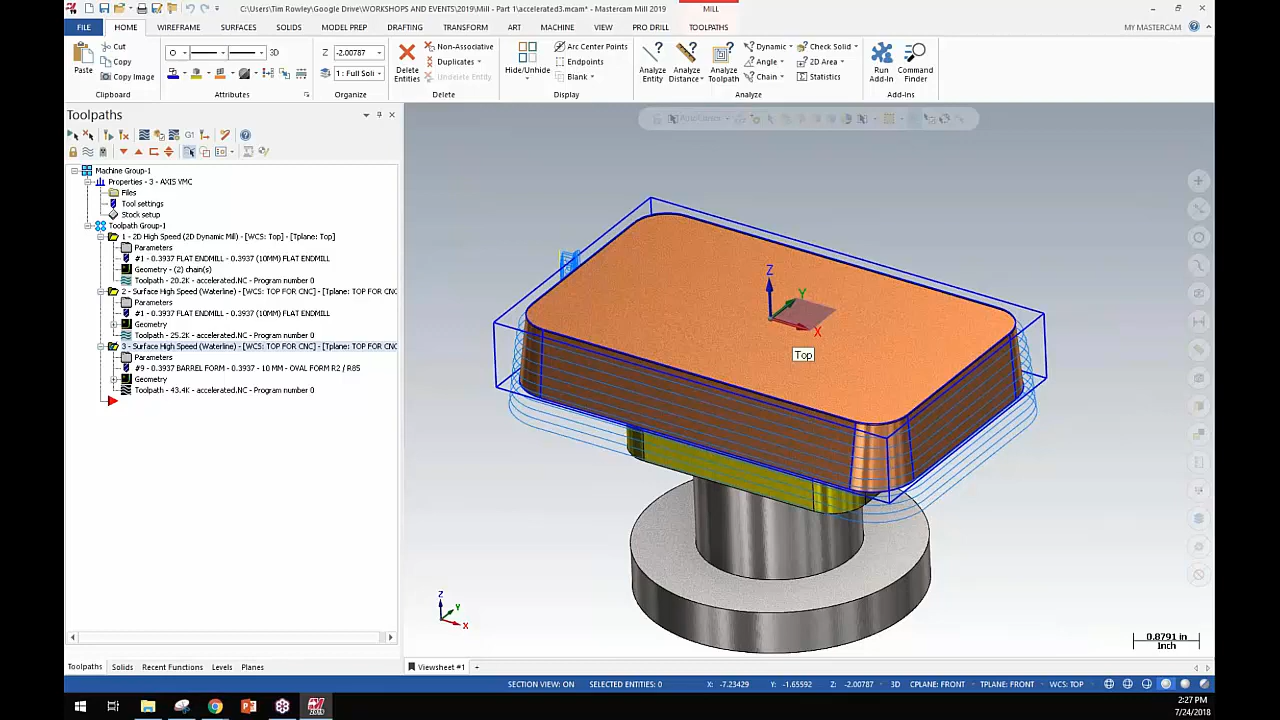 C:\Users\Tim Rowley\Google Drive\WORKSHOPS AND EVENTS\2019\Mill - Part 1\accelerated3.mcam* - Mastercam Mill 2019
MILL
FILE HOME WIREFRAME SURFACES SOLIDS MODEL PREP DRAFTING TRANSFORM ART MACHINE VIEW PRO DRILL TOOLPATHS MY MASTERCAM
Paste
Cut
Copy
Copy Image
Clipboard
3D
Attributes
Z -2.00787
1 : Full Soli
Organize
Delete Entities
Non-Associative
Duplicates
Undelete Entity
Delete
Hide/Unhide
Arc Center Points
Endpoints
Blank
Display
Analyze Entity
Analyze Distance
Analyze Toolpath
Dynamic
Angle
Chain
Check Solid
2D Area
Statistics
Analyze
Run Add-In
Command Finder
Add-Ins
Toolpaths
G1
Machine Group-1
Properties - 3 - AXIS VMC
Files
Tool settings
Stock setup
Toolpath Group-1
1 - 2D High Speed (2D Dynamic Mill) - [WCS: Top] - [Tplane: Top]
Parameters
#1 - 0.3937 FLAT ENDMILL - 0.3937 (10MM) FLAT ENDMILL
Geometry - (2) chain(s)
Toolpath - 20.2K - accelerated.NC - Program number 0
2 - Surface High Speed (Waterline) - [WCS: TOP FOR CNC] - [Tplane: TOP FOR CNC
Parameters
#1 - 0.3937 FLAT ENDMILL - 0.3937 (10MM) FLAT ENDMILL
Geometry
Toolpath - 25.2K - accelerated.NC - Program number 0
3 - Surface High Speed (Waterline) - [WCS: TOP FOR CNC] - [Tplane: TOP FOR CNC
Parameters
#9 - 0.3937 BARREL FORM - 0.3937 - 10 MM - OVAL FORM R2 / R85
Geometry
Toolpath - 43.4K - accelerated.NC - Program number 0
Z
Y
X
Top
Z
Y
X
0.8791 in
Inch
Toolpaths Solids Recent Functions Levels Planes
Viewsheet #1 +
SECTION VIEW: ON SELECTED ENTITIES: 0 X: -7.23429 Y: -1.65592 Z: -2.00787 3D CPLANE: FRONT TPLANE: FRONT WCS: TOP
2:27 PM
7/24/2018